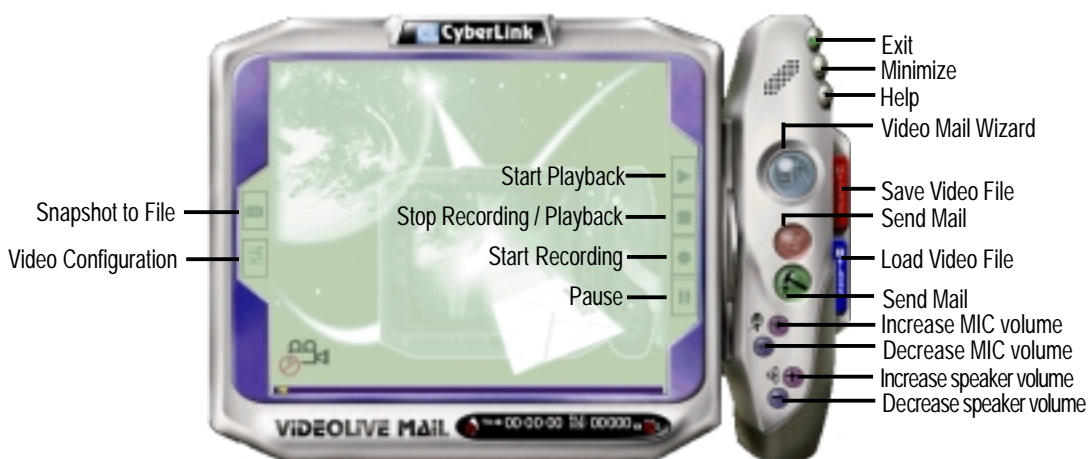 CyberLink
Exit
Minimize
Help
Video Mail Wizard
Start Playback
Save Video File
Snapshot to File
Stop Recording / Playback
Send Mail
Video Configuration
Start Recording
Load Video File
Pause
Send Mail
Increase MIC volume
Decrease MIC volume
Increase speaker volume
Decrease speaker volume
VIDEOLIVE MAIL
00:00:00
00000